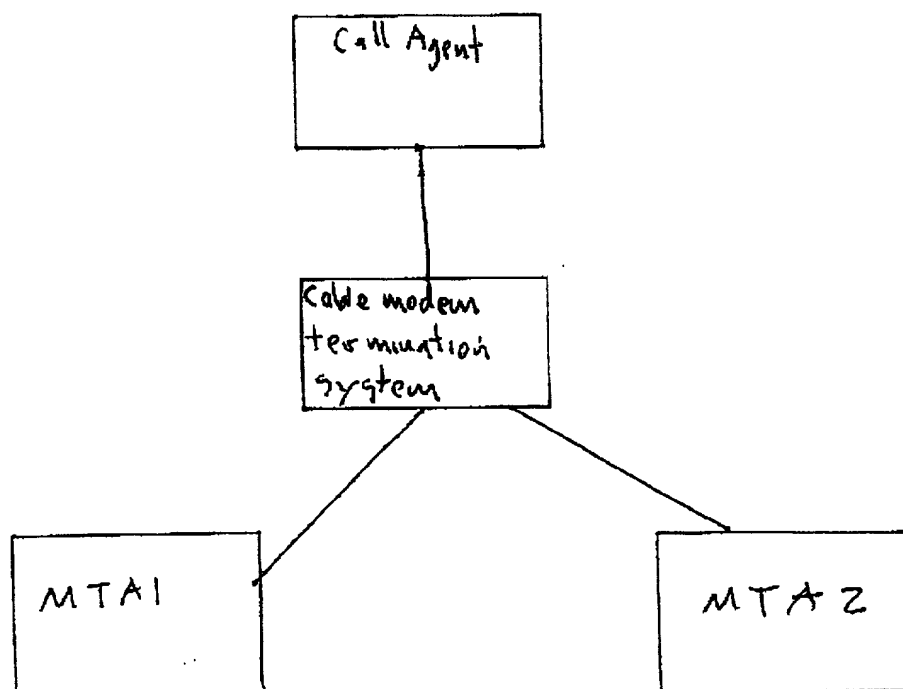 Call Agent
Cable modem
termination
system
MTA1
MTA2